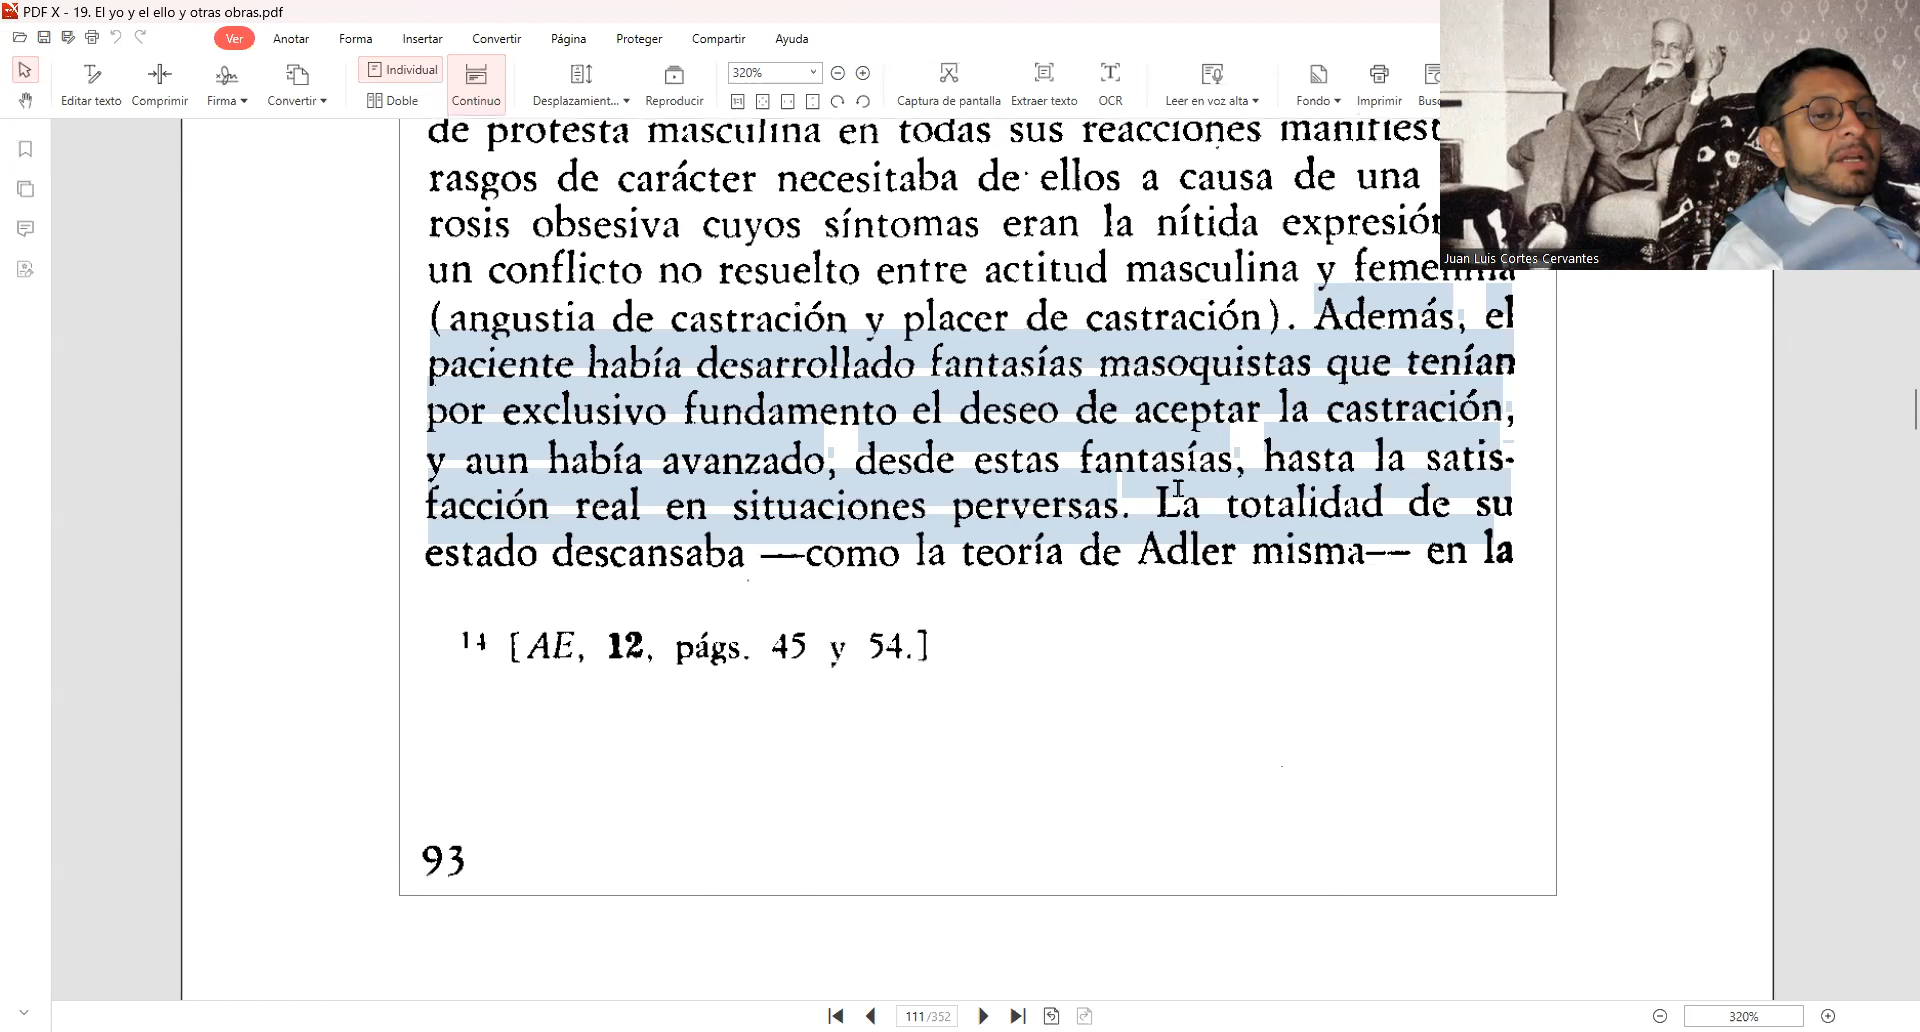 PDF X - 19. El yo y el ello y otras obras.pdf
Ver Anotar Forma Insertar Convertir Página Proteger Compartir Ayuda
Editar texto Comprimir Firma Convertir Individual Doble Continuo Desplazamient... Reproducir 320% Captura de pantalla Extraer texto OCR Leer en voz alta Fondo Imprimir
de protesta masculina en todas sus reacciones
rasgos de carácter necesitaba de ellos a causa de una
rosis obsesiva cuyos síntomas eran la nítida expresión
un conflicto no resuelto entre actitud masculina y femenina
(angustia de castración y placer de castración). Además, el
paciente había desarrollado fantasías masoquistas que tenían
por exclusivo fundamento el deseo de aceptar la castración,
y aun había avanzado, desde estas fantasías, hasta la satis-
facción real en situaciones perversas. La totalidad de su
estado descansaba —como la teoría de Adler misma— en la
14 [AE, 12, págs. 45 y 54.]
93
Juan Luis Cortes Cervantes
111/352
320%